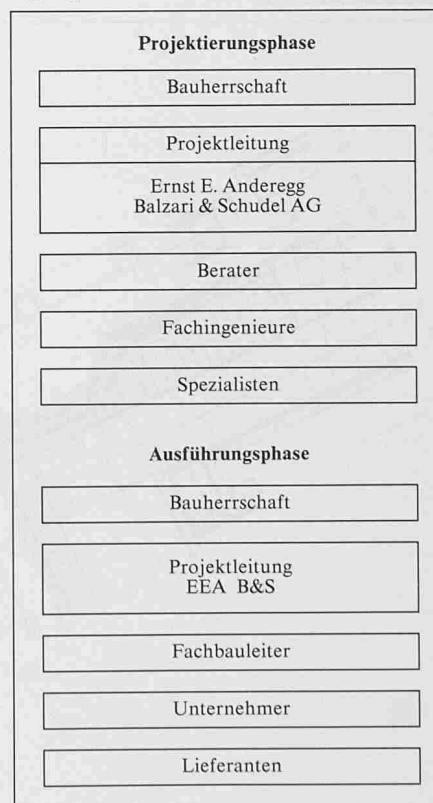 Projektierungsphase
Bauherrschaft
Projektleitung
Ernst E. Anderegg
Balzari & Schudel AG
Berater
Fachingenieure
Spezialisten
Ausführungsphase
Bauherrschaft
Projektleitung
EEA B&S
Fachbauleiter
Unternehmer
Lieferanten